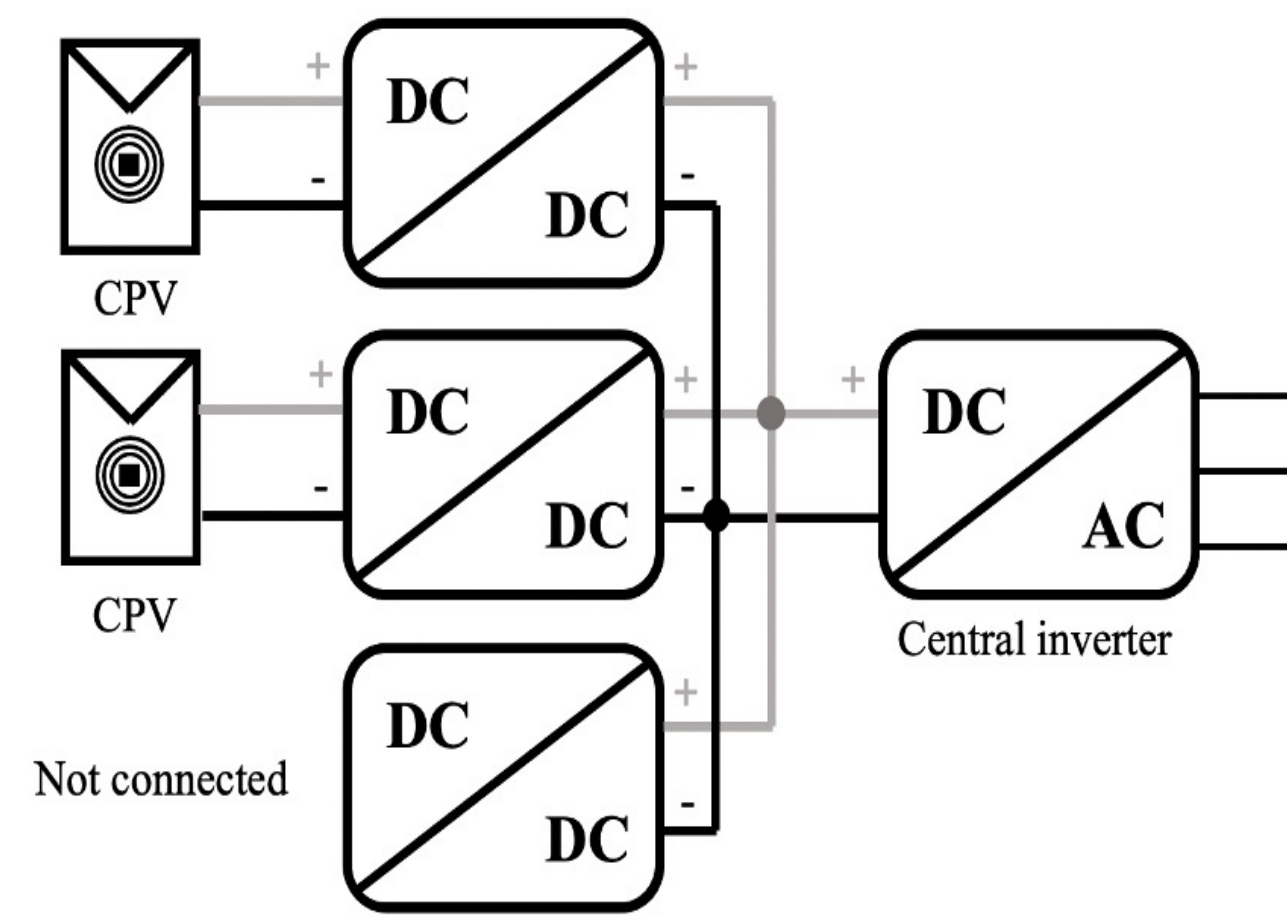 +
+
DC
-
-
DC
CPV
+
+
+
DC
DC
-
-
DC
AC
CPV
Central inverter
+
DC
Not connected
-
DC